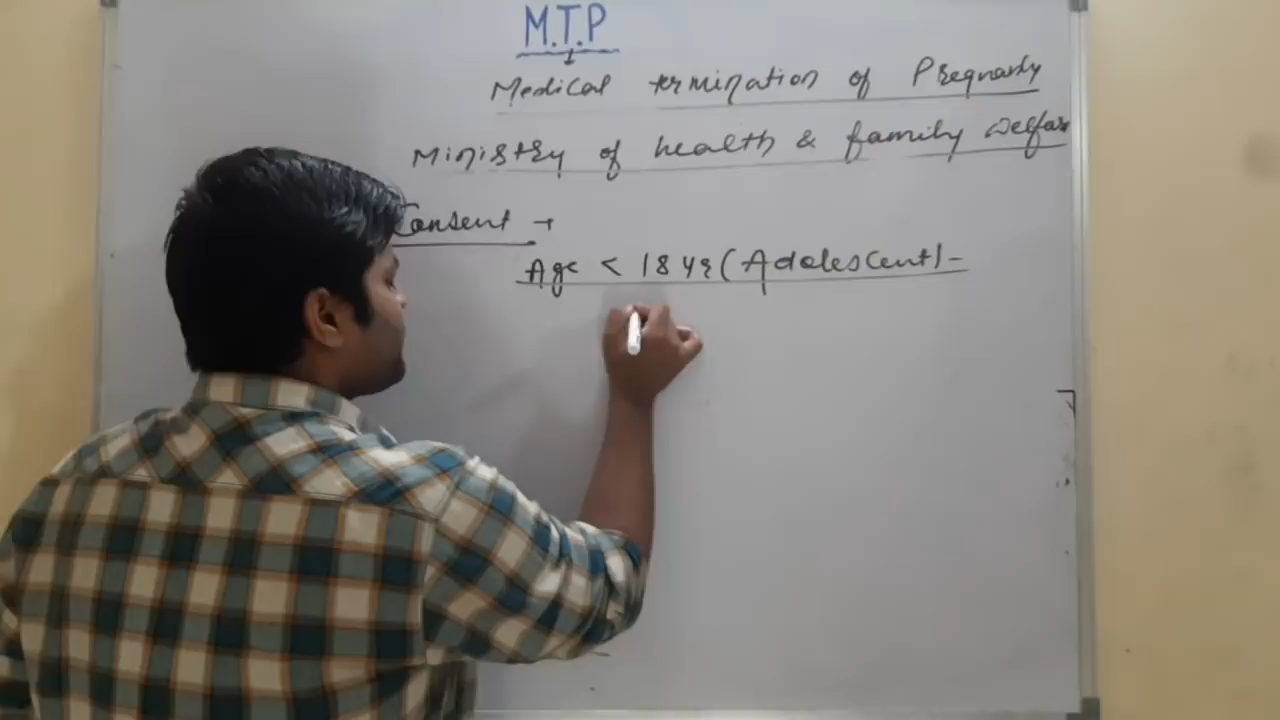 M.T.P
Medical termination of Pregnancy
Ministry of health & family welfare
Consent →
Age < 18 yr (Adolescent) -